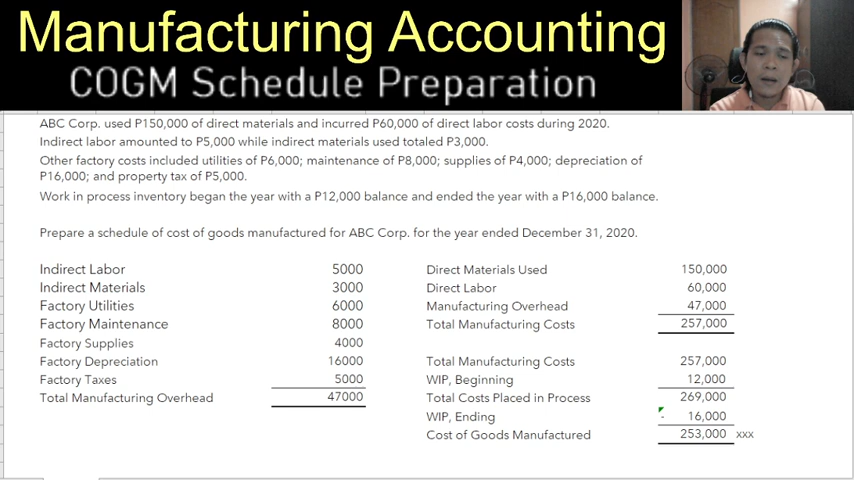 Manufacturing Accounting
COGM Schedule Preparation
ABC Corp. used P150,000 of direct materials and incurred P60,000 of direct labor costs during 2020.
Indirect labor amounted to P5,000 while indirect materials used totaled P3,000.
Other factory costs included utilities of P6,000; maintenance of P8,000; supplies of P4,000; depreciation of
P16,000; and property tax of P5,000.
Work in process inventory began the year with a P12,000 balance and ended the year with a P16,000 balance.
Prepare a schedule of cost of goods manufactured for ABC Corp. for the year ended December 31, 2020.
Indirect Labor 5000
Indirect Materials 3000
Factory Utilities 6000
Factory Maintenance 8000
Factory Supplies 4000
Factory Depreciation 16000
Factory Taxes 5000
Total Manufacturing Overhead 47000
Direct Materials Used 150,000
Direct Labor 60,000
Manufacturing Overhead 47,000
Total Manufacturing Costs 257,000
Total Manufacturing Costs 257,000
WIP, Beginning 12,000
Total Costs Placed in Process 269,000
WIP, Ending - 16,000
Cost of Goods Manufactured 253,000 xxx